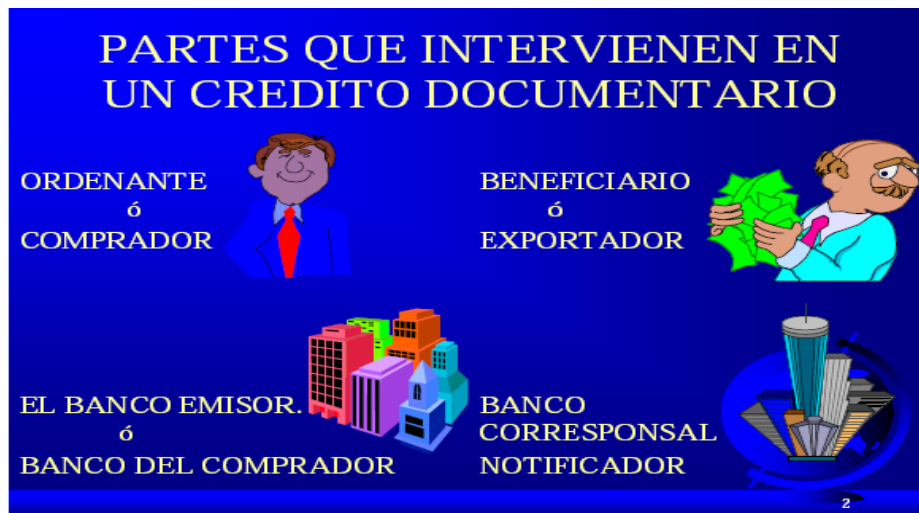 PARTES QUE INTERVIENEN EN
UN CREDITO DOCUMENTARIO
ORDENANTE
ó
COMPRADOR
BENEFICIARIO
ó
EXPORTADOR
EL BANCO EMISOR.
ó
BANCO DEL COMPRADOR
BANCO
CORRESPONSAL
NOTIFICADOR
2